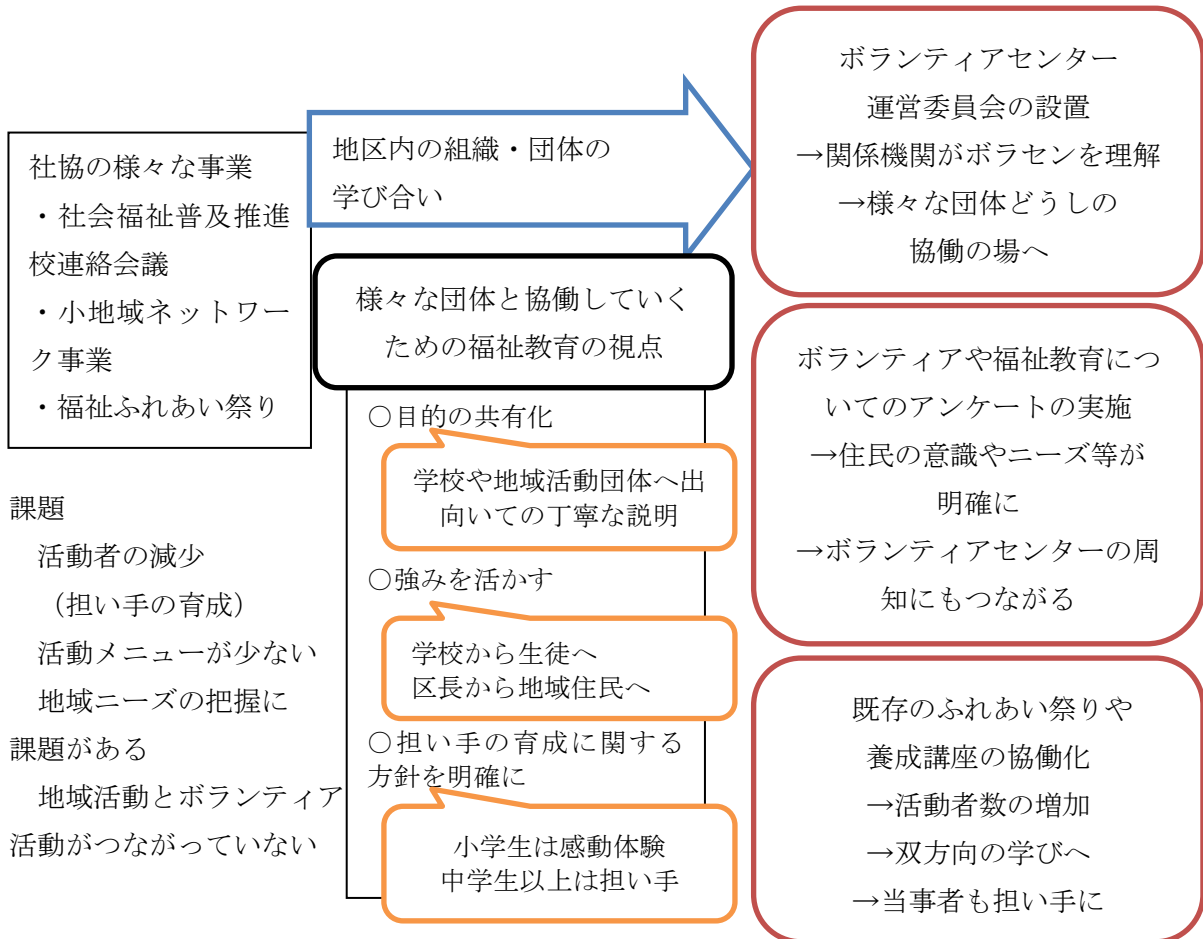 社協の様々な事業
・社会福祉普及推進
校連絡会議
・小地域ネットワー
ク事業
・福祉ふれあい祭り
課題
活動者の減少
（担い手の育成）
活動メニューが少ない
地域ニーズの把握に
課題がある
地域活動とボランティア
活動がつながっていない
地区内の組織・団体の
学び合い
様々な団体と協働していく
ための福祉教育の視点
○目的の共有化
学校や地域活動団体へ出
向いての丁寧な説明
○強みを活かす
学校から生徒へ
区長から地域住民へ
○担い手の育成に関する
方針を明確に
小学生は感動体験
中学生以上は担い手
ボランティアセンター
運営委員会の設置
→関係機関がボラセンを理解
→様々な団体どうしの
協働の場へ
ボランティアや福祉教育につ
いてのアンケートの実施
→住民の意識やニーズ等が
明確に
→ボランティアセンターの周
知にもつながる
既存のふれあい祭りや
養成講座の協働化
→活動者数の増加
→双方向の学びへ
→当事者も担い手に